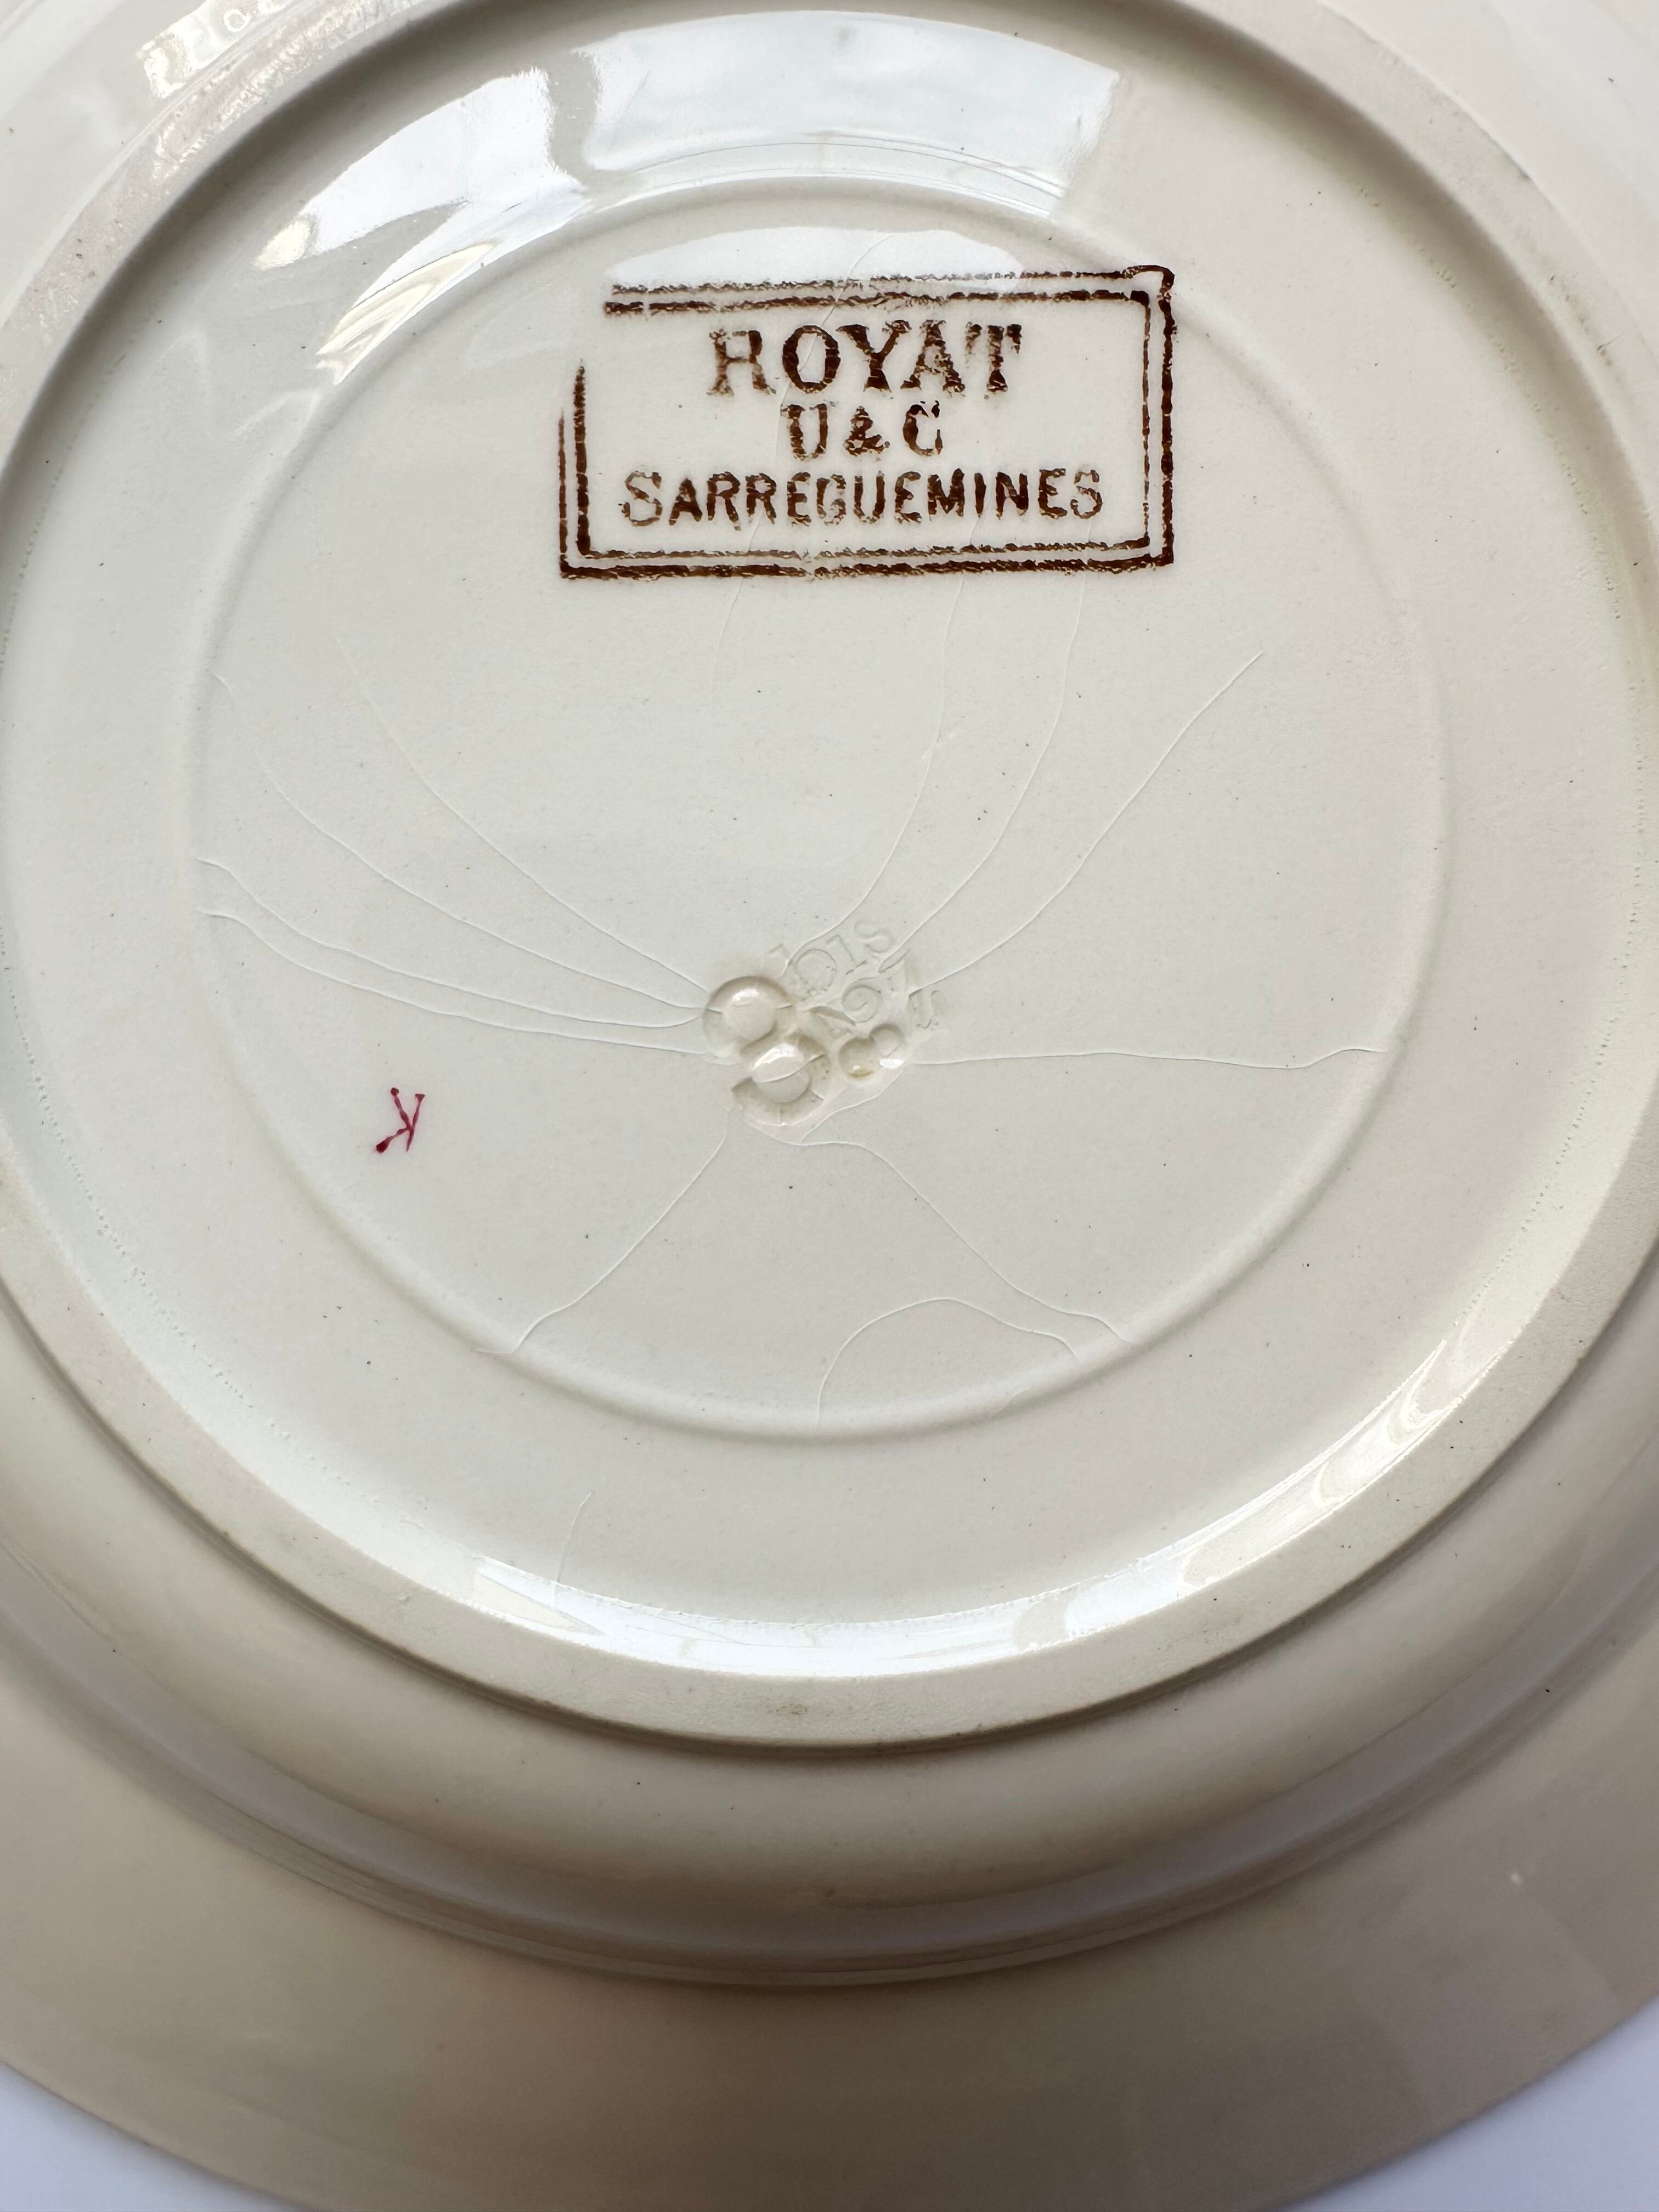 ROYAT
U&C
SARREGUEMINES
K